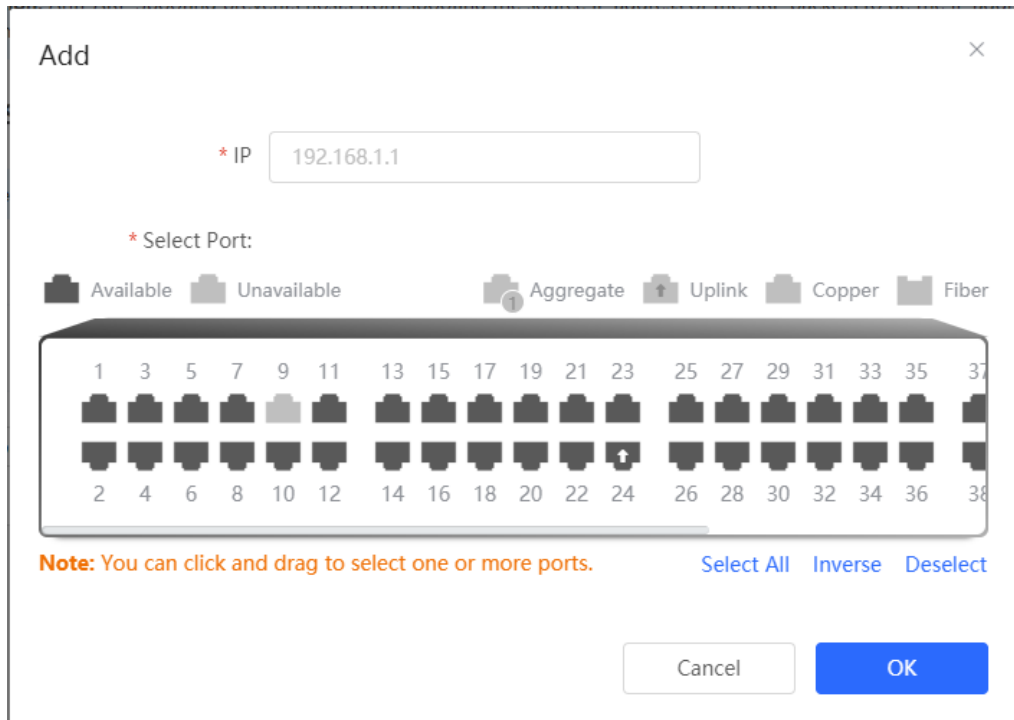 Add
* IP 192.168.1.1
* Select Port:
Available Unavailable 1 Aggregate Uplink Copper Fiber
1 3 5 7 9 11 13 15 17 19 21 23 25 27 29 31 33 35 37
2 4 6 8 10 12 14 16 18 20 22 24 26 28 30 32 34 36 38
Note: You can click and drag to select one or more ports. Select All Inverse Deselect
Cancel OK